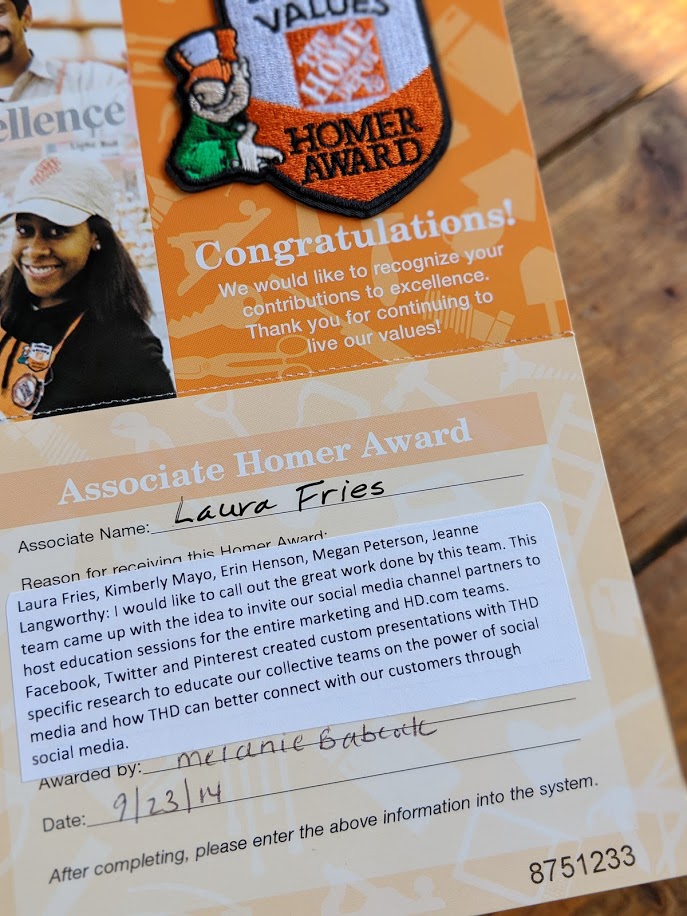 VALUES
THE
HOME
DEPOT
HOMER
AWARD
ellence
Congratulations!
We would like to recognize your
contributions to excellence.
Thank you for continuing to
live our values!
Associate Homer Award
Associate Name: Laura Fries
Reason for receiving this Homer Award:
Laura Fries, Kimberly Mayo, Erin Henson, Megan Peterson, Jeanne
Langworthy: I would like to call out the great work done by this team. This
team came up with the idea to invite our social media channel partners to
host education sessions for the entire marketing and HD.com teams.
Facebook, Twitter and Pinterest created custom presentations with THD
specific research to educate our collective teams on the power of social
media and how THD can better connect with our customers through
social media.
Awarded by: Melanie Babcock
Date: 9/23/14
After completing, please enter the above information into the system.
8751233